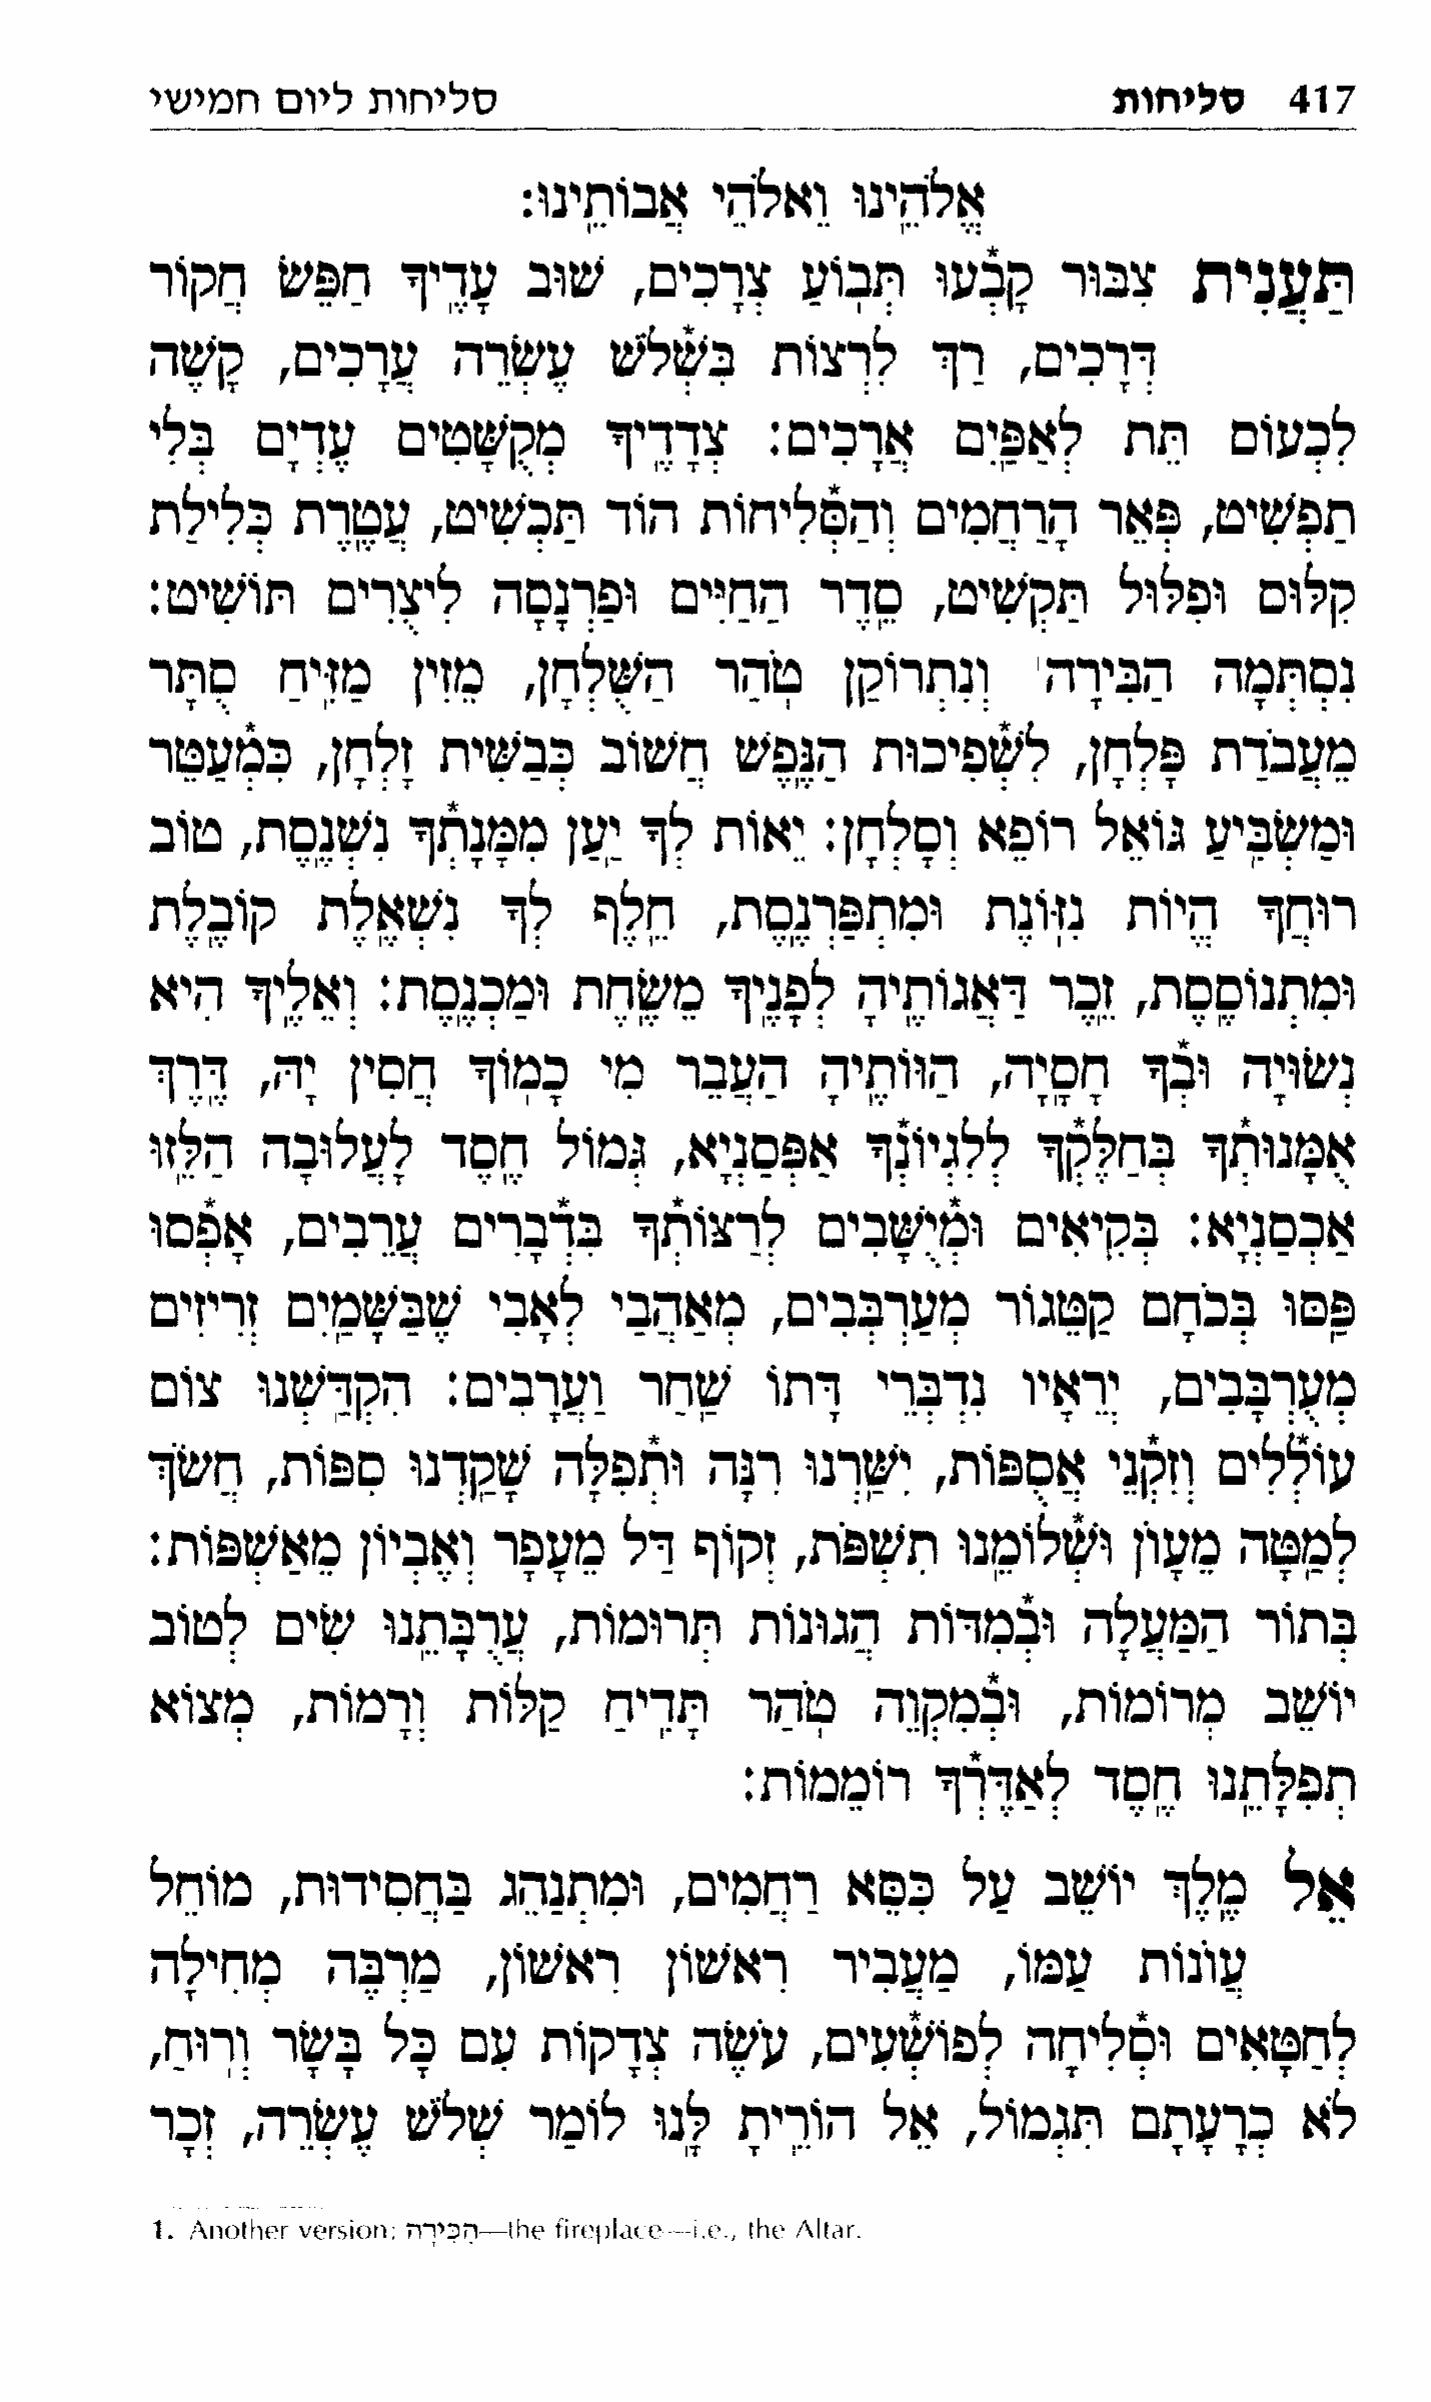 417 סליחות סליחות ליום חמישי
אֱלֹהֵינוּ וֵאלֹהֵי אֲבוֹתֵינוּ:
תַּעֲנִית צִבּוּר קָבְעוּ תְּבוֹעַ צְרָכִים, שׁוּב עָדֶיךָ חַפֵּשׂ חֲקוֹר
דְּרָכִים, רַךְ לִרְצוֹת בִּשְׁלֹשׁ עֶשְׂרֵה עֲרָכִים, קָשֶׁה
לִכְעוֹס תֵּת לְאַפַּיִם אֲרָכִים: צְדָדֶיךָ מְקֻשָּׁטִים עֶדְיָם בְּלִי
תַפְשִׁיט, פְּאֵר הָרַחֲמִים וְהַסְּלִיחוֹת הוֹד תַּכְשִׁיט, עֲטֶרֶת כְּלִילַת
קִלּוּס וּפִלּוּל תַּקְשִׁיט, סֵדֶר הַחַיִּים וּפַרְנָסָה לִיצֻרִים תּוֹשִׁיט:
נִסְתְּמָה הַבִּירָה¹ וְנִתְרוֹקַן טֹהַר הַשֻּׁלְחָן, מֵזִין מַזִּיחַ סֻתַּר
מֵעֲבֹדַת פָּלְחָן, לִשְׁפִיכוּת הַנֶּפֶשׁ חֲשׁוֹב כְּבַשִּׁית זָלְחָן, כִּמְעַטֵּר
וּמַשְׂבִּיעַ גּוֹאֵל רוֹפֵא וְסָלְחָן: יֵאוֹת לְךָ יַעַן מִמָּנָתְךָ נִשְׁנֶסֶת, טוֹב
רוּחֲךָ הֱיוֹת נִזּוֹנֶת וּמִתְפַּרְנֶסֶת, חֵלֶף לְךָ נִשְׁאֶלֶת קוֹבֶלֶת
וּמִתְנוֹסֶסֶת, זֵכֶר דַּאֲגוֹתֶיהָ לְפָנֶיךָ מֵשֶׂחֶת וּמַכְנֶסֶת: וְאֵלֶיךָ הִיא
נְשׂוּיָה וּבְךָ חָסָיָה, הַוּוֹתֶיהָ הַעֲבֵר מִי כָמוֹךָ חֲסִין יָהּ, דֶּרֶךְ
אֻמָּנוּתְךָ בְּחַלֶּקְךָ לְלִגְיוֹנְךָ אַפְּסַנְיָא, גְּמוֹל חֶסֶד לָעֲלוּבָה הַלֵּזוּ
אַכְסַנְיָא: בְּקִיאִים וּמְיֻשָּׁבִים לְרַצּוֹתְךָ בִּדְבָרִים עֲרֵבִים, אָפְסוּ
פַּסּוּ בְּכֹחָם קַטֵּגוֹר מְעַרְבְּבִים, מְאַהֲבַי לְאָבִי שֶׁבַּשָּׁמַיִם זְרִיזִים
מְעֻרְבָּבִים, יְרֵאָיו נִדְבְּרֵי דָתוֹ שַׁחַר וַעֲרָבִים: הִקְדַּשְׁנוּ צוֹם
עוֹלְלִים וְזִקְנֵי אֲסֻפּוֹת, יִשַּׁרְנוּ רִנָּה וּתְפִלָּה שָׁקַדְנוּ סִפּוֹת, חֲשֹׂךְ
לְמַטָּה מֵעָוֹן וּשְׁלוֹמֵנוּ תִשְׁפֹּת, זְקוֹף דַּל מֵעָפָר וְאֶבְיוֹן מֵאַשְׁפּוֹת:
בְּתוֹר הַמַּעֲלָה וּבְמִדּוֹת הֲגוּנוֹת תְּרוּמוֹת, עֲרֻבָּתֵנוּ שִׂים לְטוֹב
יוֹשֵׁב מְרוֹמוֹת, וּבְמִקְוֵה טֹהַר תָּדִיחַ קַלּוֹת וְרָמוֹת, מְצוֹא
תְפִלָּתֵנוּ חֶסֶד לְאַדֶּרְךָ רוֹמֵמוֹת:
אֵל מֶלֶךְ יוֹשֵׁב עַל כִּסֵּא רַחֲמִים, וּמִתְנַהֵג בַּחֲסִידוּת, מוֹחֵל
עֲוֹנוֹת עַמּוֹ, מַעֲבִיר רִאשׁוֹן רִאשׁוֹן, מַרְבֶּה מְחִילָה
לְחַטָּאִים וּסְלִיחָה לְפוֹשְׁעִים, עֹשֶׂה צְדָקוֹת עִם כָּל בָּשָׂר וְרוּחַ,
לֹא כְרָעָתָם תִּגְמוֹל, אֵל הוֹרֵיתָ לָּנוּ לוֹמַר שְׁלֹשׁ עֶשְׂרֵה, זְכָר
1. Another version: הַכִּירָה—the fireplace—i.e., the Altar.